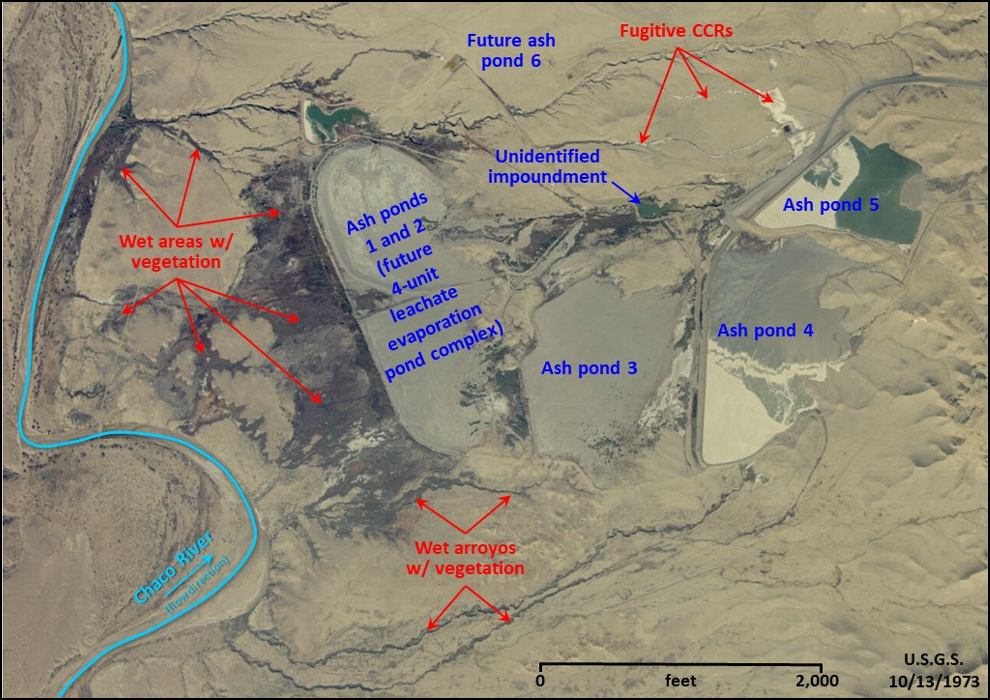 Future ash
pond 6
Fugitive CCRs
Unidentified
impoundment
Ash pond 5
Ash ponds
1 and 2
(future
4-unit
leachate
evaporation
pond complex)
Wet areas w/
vegetation
Ash pond 4
Ash pond 3
Wet arroyos
w/ vegetation
Chaco River
(flow direction)
0 feet 2,000
U.S.G.S.
10/13/1973